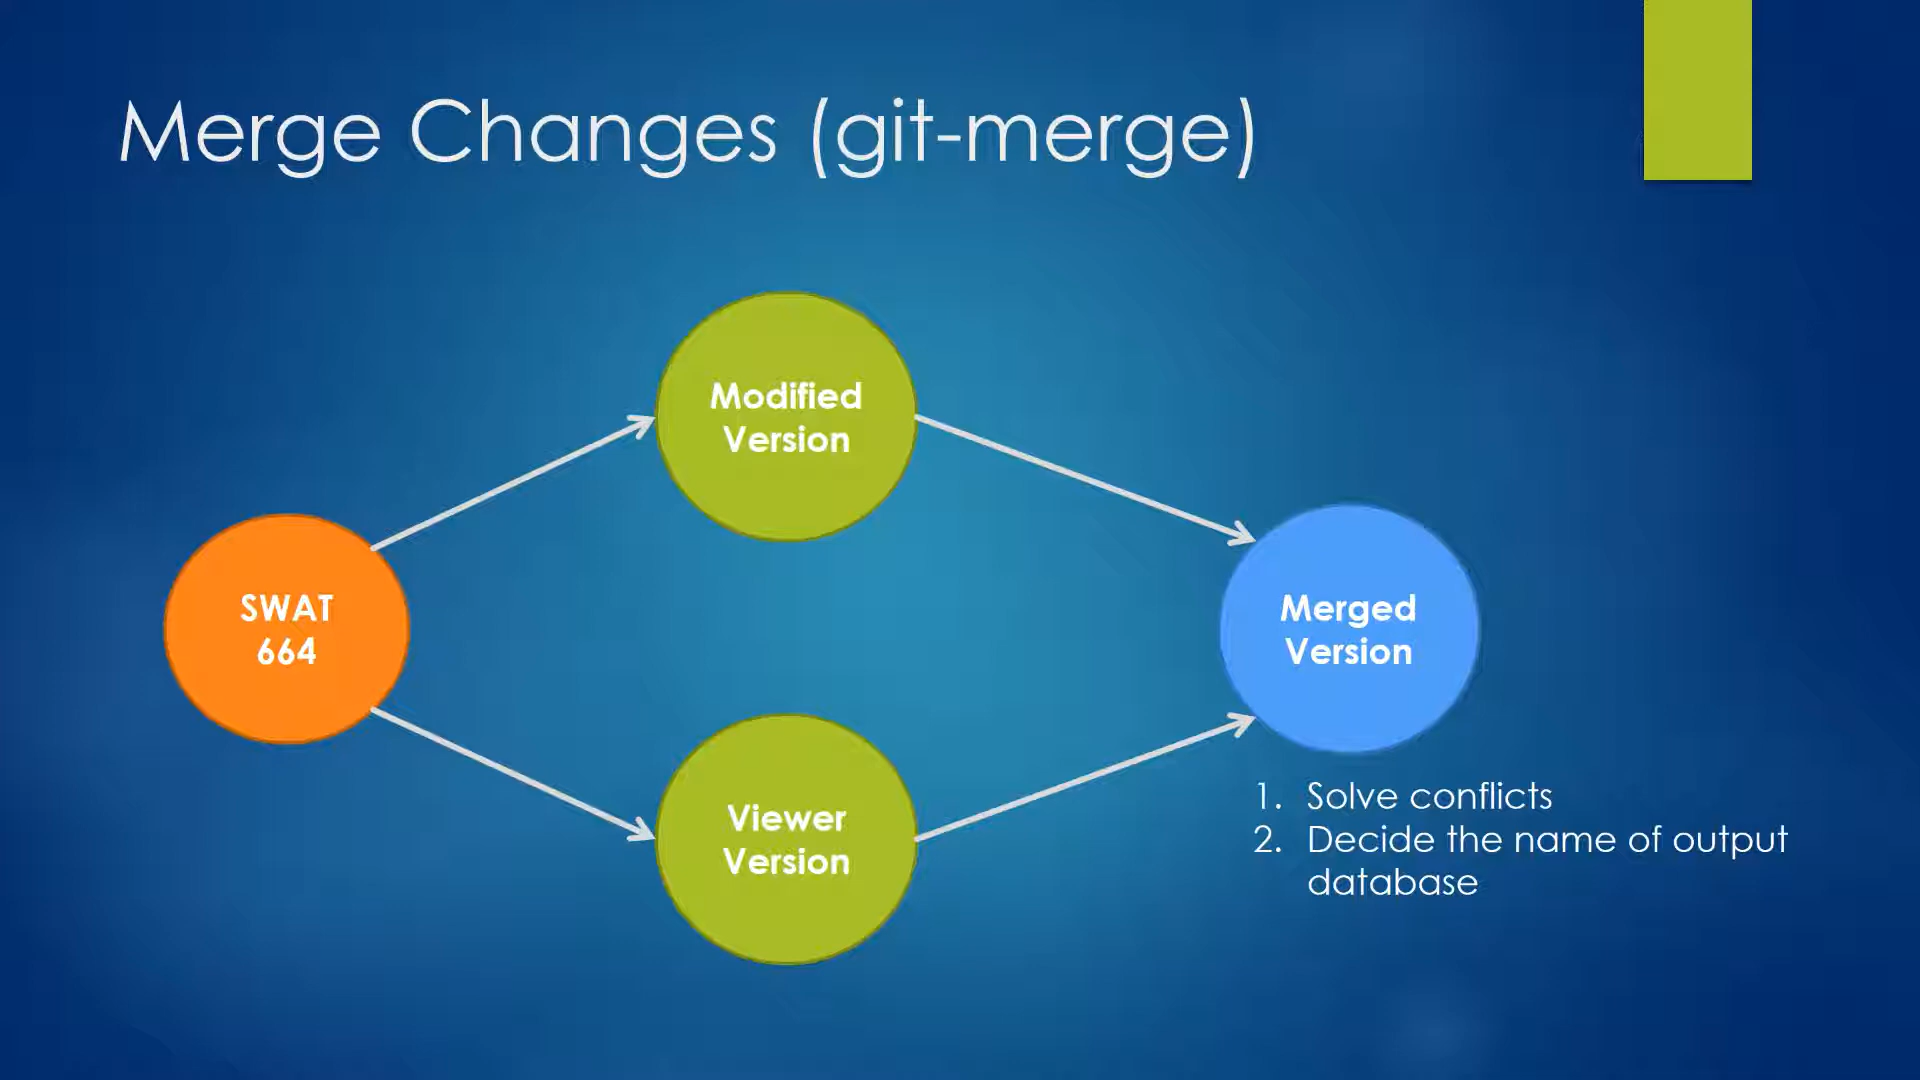 Merge Changes (git-merge)
Modified
Version
SWAT
664
Merged
Version
Viewer
Version
1. Solve conflicts
2. Decide the name of output
database